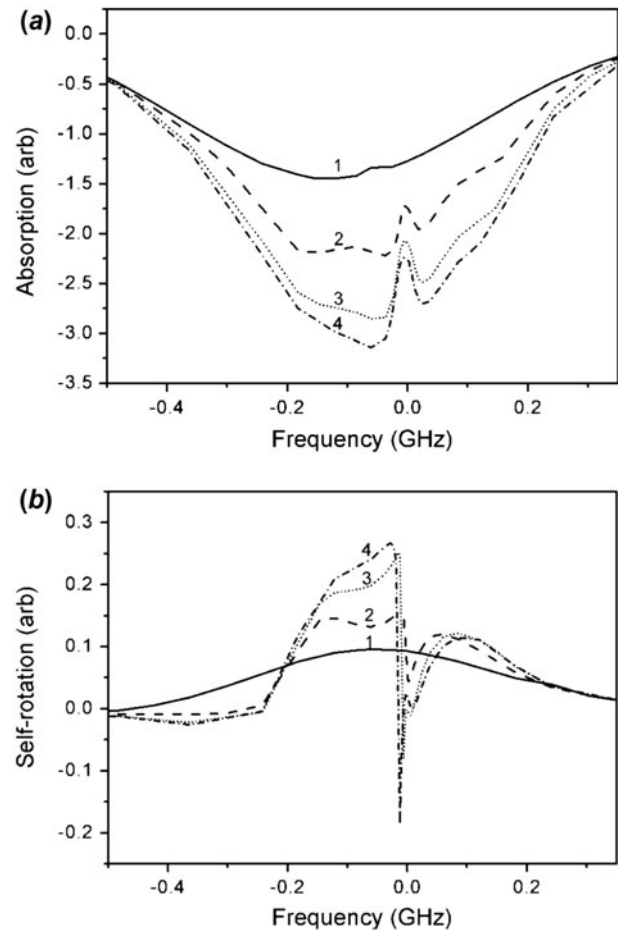 (a)
0.0
-0.5
-1.0
-1.5
-2.0
-2.5
-3.0
-3.5
Absorption (arb)
1
2
3
4
-0.4 -0.2 0.0 0.2
Frequency (GHz)
(b)
0.3
0.2
0.1
0.0
-0.1
-0.2
Self-rotation (arb)
4
3
2
1
-0.4 -0.2 0.0 0.2
Frequency (GHz)